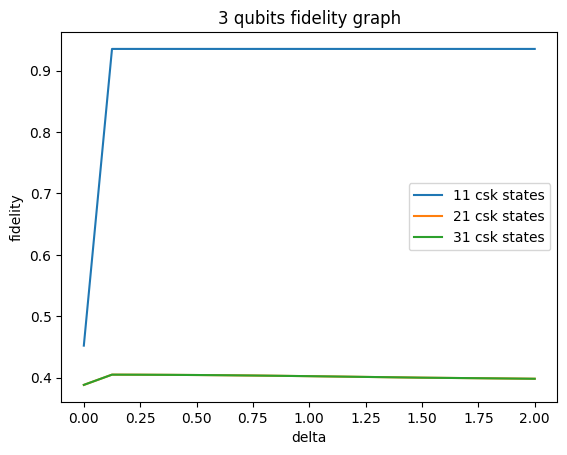 3 qubits fidelity graph
fidelity
0.9
0.8
0.7
0.6
0.5
0.4
11 csk states
21 csk states
31 csk states
0.00 0.25 0.50 0.75 1.00 1.25 1.50 1.75 2.00
delta